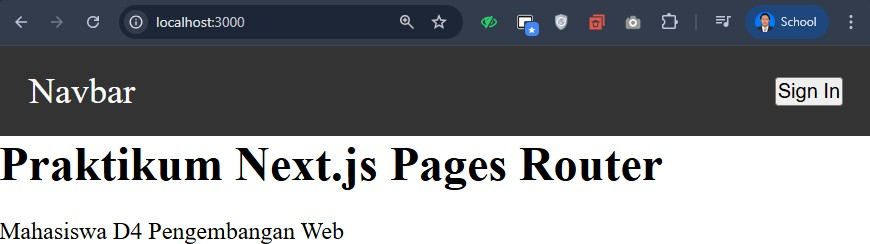 localhost:3000
School
Navbar
Sign In
Praktikum Next.js Pages Router
Mahasiswa D4 Pengembangan Web